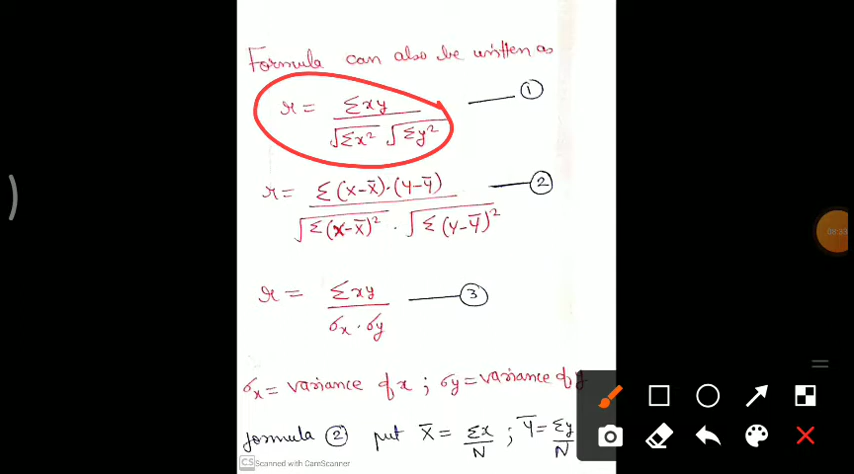 Formula can also be written as
r = Σxy / √Σx² √Σy² — ①
r = Σ(x-x̄)·(y-ȳ) / √Σ(x-x̄)² · √Σ(y-ȳ)² — ②
r = Σxy / σx · σy — ③
σx = variance of x ; σy = variance of y
formula ② put X̄ = Σx/N ; Ȳ = Σy/N
CS Scanned with CamScanner